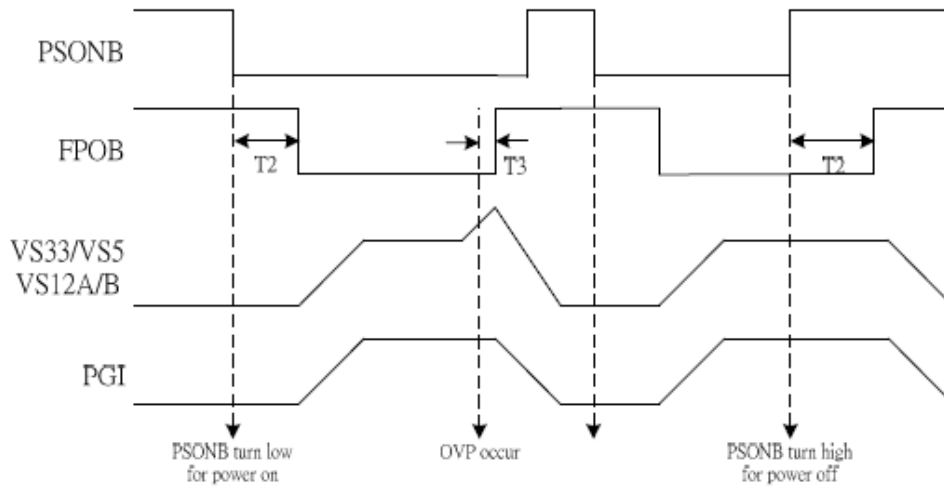 PSONB
FPOB
T2
T3
T2
VS33/VS5
VS12A/B
PGI
PSONB turn low
for power on
OVP occur
PSONB turn high
for power off